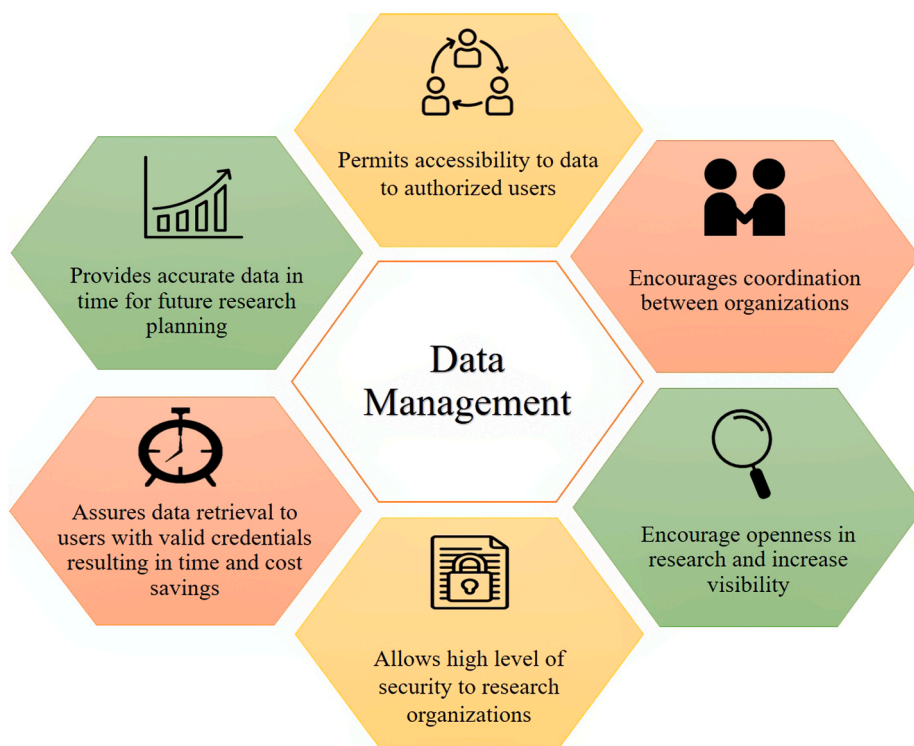 Permits accessibility to data
to authorized users
Encourages coordination
between organizations
Encourage openness in
research and increase
visibility
Allows high level of
security to research
organizations
Assures data retrieval to
users with valid credentials
resulting in time and cost
savings
Provides accurate data in
time for future research
planning
Data
Management